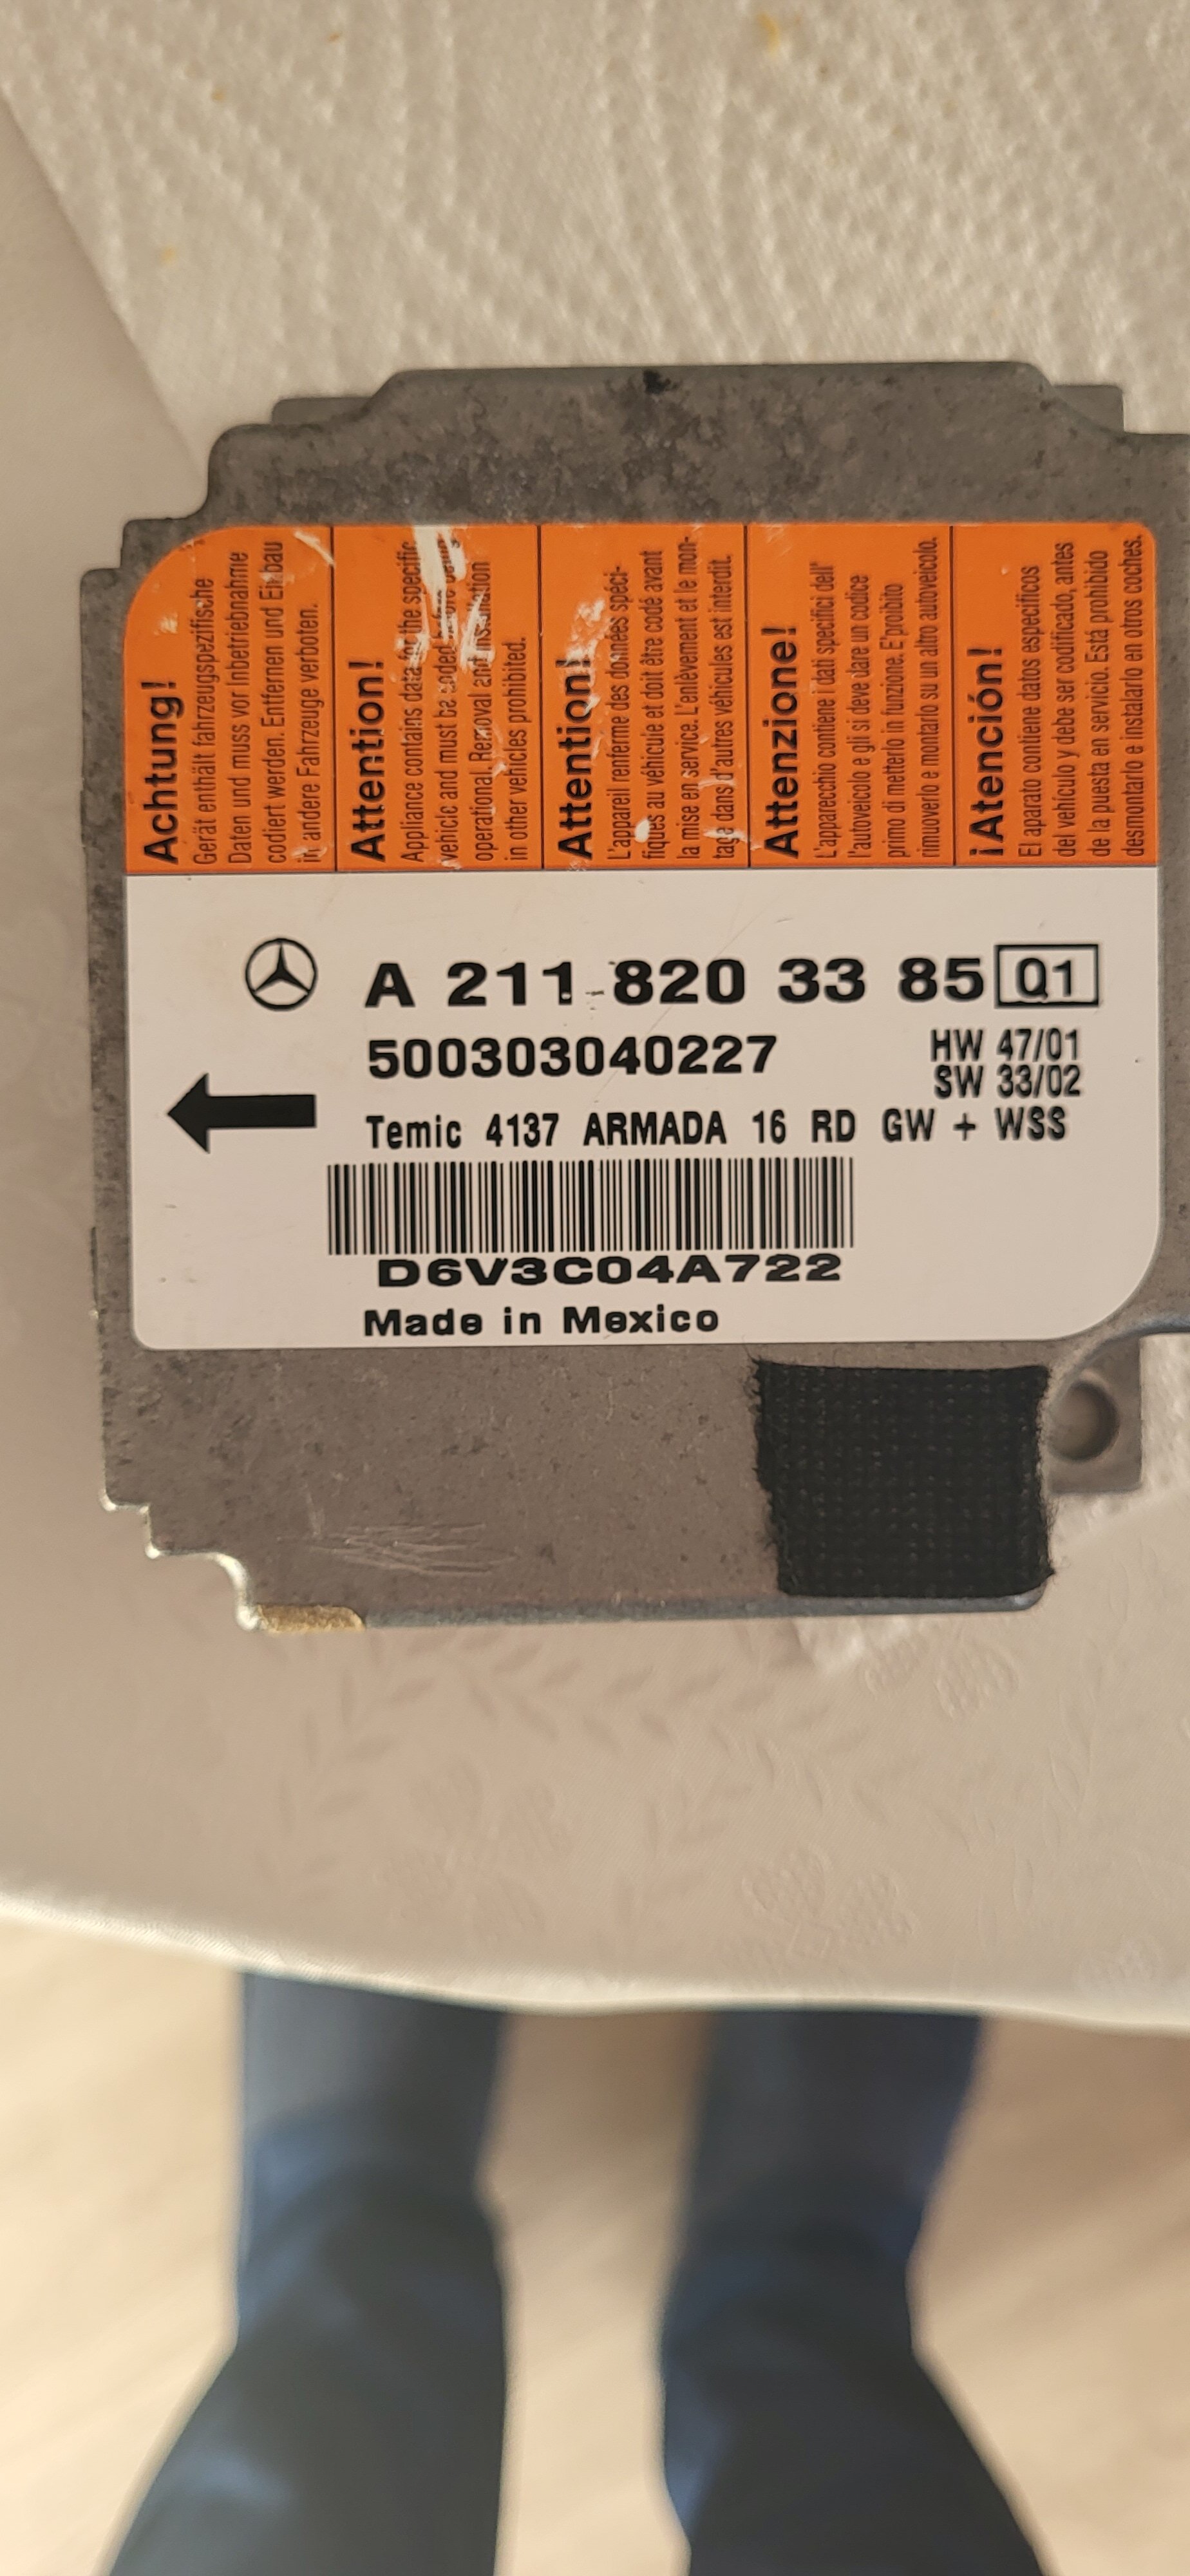 Achtung!
Gerät enthält fahrzeugspezifische
Daten und muss vor Inbetriebnahme
codiert werden. Entfernen und Einbau
in andere Fahrzeuge verboten.
Attention!
Appliance contains data for the specific
vehicle and must be coded before
operational. Removal and installation
in other vehicles prohibited.
Attention!
L'appareil renferme des données spéci-
fiques au véhicule et doit être codé avant
la mise en service. L'enlèvement et le mon-
tage dans d'autres véhicules est interdit.
Attenzione!
L'apparecchio contiene i dati specifici dell'
l'autoveicolo e gli si deve dare un codice
primo di metterlo in funzione. E'proibito
rimuoverlo e montarlo su un altro autoveicolo.
¡Atención!
El aparato contiene datos específicos
del vehículo y debe ser codificado, antes
de la puesta en servicio. Está prohibido
desmontarlo e instalarlo en otros coches.
A 211 820 33 85 Q1
500303040227
HW 47/01
SW 33/02
Temic 4137 ARMADA 16 RD GW + WSS
D6V3C04A722
Made in Mexico